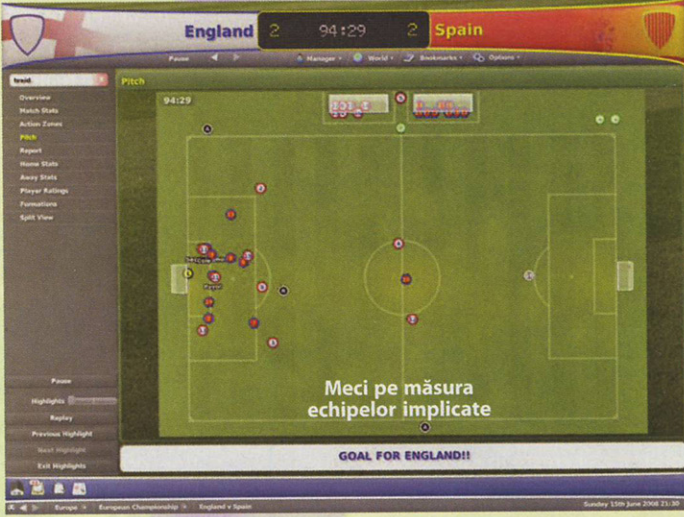 England 2 94:29 2 Spain
Pause Manager World Bookmarks Options
Pitch
Overview
Match Stats
Action Zones
Pitch
Report
Home Stats
Away Stats
Player Ratings
Formations
Split View
94:29
Meci pe măsura
echipelor implicate
Pause
Highlights
Replay
Previous Highlight
Next Highlight
Exit Highlights
GOAL FOR ENGLAND!!
Europe European Championship England v Spain
Sunday 15th June 2008 21:30